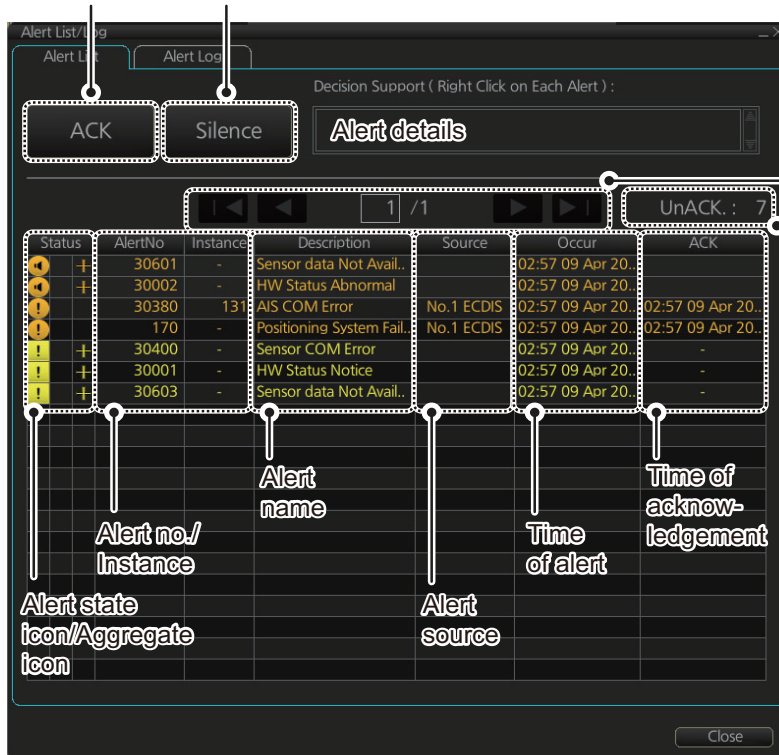 Alert List/Log
Alert List Alert Log
Decision Support ( Right Click on Each Alert ) :
ACK Silence Alert details
1 /1 UnACK. : 7
Status AlertNo Instance Description Source Occur ACK
30601 - Sensor data Not Avail.. 02:57 09 Apr 20..
30002 - HW Status Abnormal 02:57 09 Apr 20..
30380 131 AIS COM Error No.1 ECDIS 02:57 09 Apr 20.. 02:57 09 Apr 20..
170 - Positioning System Fail.. No.1 ECDIS 02:57 09 Apr 20.. 02:57 09 Apr 20..
30400 - Sensor COM Error 02:57 09 Apr 20.. -
30001 - HW Status Notice 02:57 09 Apr 20.. -
30603 - Sensor data Not Avail.. 02:57 09 Apr 20.. -
Alert
name
Time of
acknow-
ledgement
Alert no./
Instance
Time
of alert
Alert state
icon/Aggregate
icon
Alert
source
Close